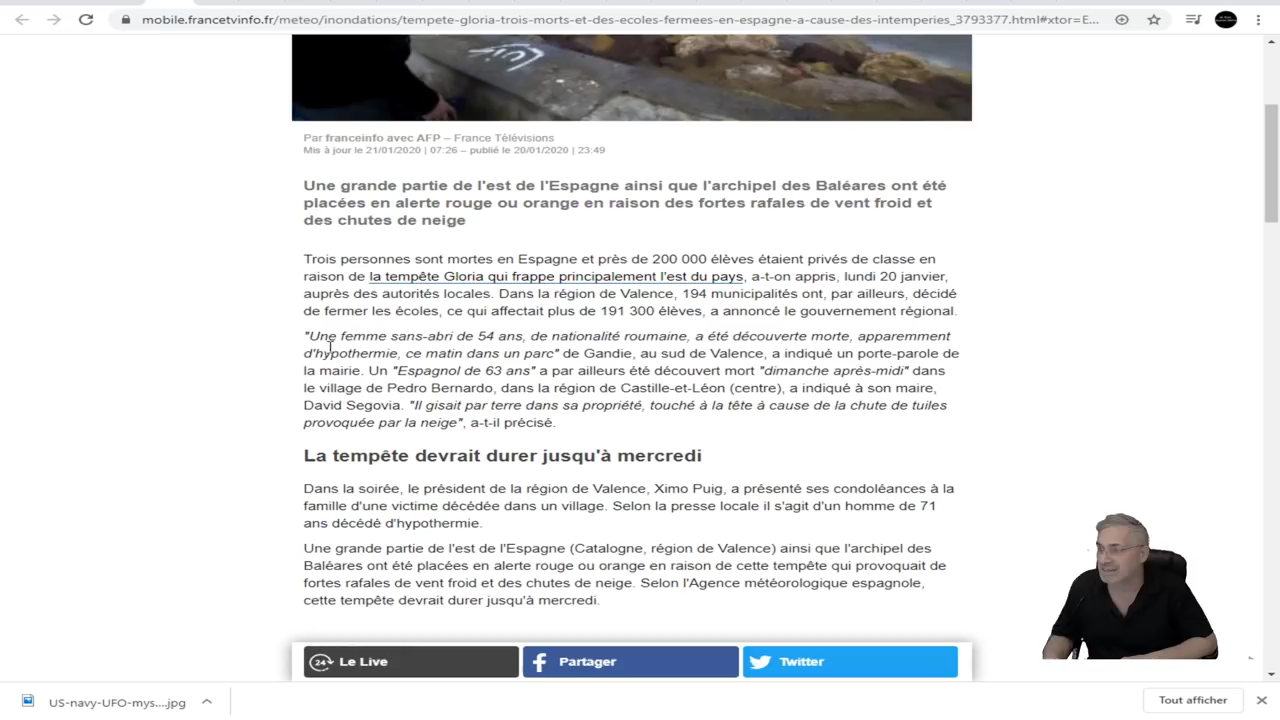 mobile.francetvinfo.fr/meteo/inondations/tempete-gloria-trois-morts-et-des-ecoles-fermees-en-espagne-a-cause-des-intemperies_3793377.html#xtor=E...
Par franceinfo avec AFP – France Télévisions
Mis à jour le 21/01/2020 | 07:26 – publié le 20/01/2020 | 23:49
Une grande partie de l'est de l'Espagne ainsi que l'archipel des Baléares ont été
placées en alerte rouge ou orange en raison des fortes rafales de vent froid et
des chutes de neige
Trois personnes sont mortes en Espagne et près de 200 000 élèves étaient privés de classe en
raison de la tempête Gloria qui frappe principalement l'est du pays, a-t-on appris, lundi 20 janvier,
auprès des autorités locales. Dans la région de Valence, 194 municipalités ont, par ailleurs, décidé
de fermer les écoles, ce qui affectait plus de 191 300 élèves, a annoncé le gouvernement régional.
"Une femme sans-abri de 54 ans, de nationalité roumaine, a été découverte morte, apparemment
d'hypothermie, ce matin dans un parc" de Gandie, au sud de Valence, a indiqué un porte-parole de
la mairie. Un "Espagnol de 63 ans" a par ailleurs été découvert mort "dimanche après-midi" dans
le village de Pedro Bernardo, dans la région de Castille-et-Léon (centre), a indiqué à son maire,
David Segovia. "Il gisait par terre dans sa propriété, touché à la tête à cause de la chute de tuiles
provoquée par la neige", a-t-il précisé.
La tempête devrait durer jusqu'à mercredi
Dans la soirée, le président de la région de Valence, Ximo Puig, a présenté ses condoléances à la
famille d'une victime décédée dans un village. Selon la presse locale il s'agit d'un homme de 71
ans décédé d'hypothermie.
Une grande partie de l'est de l'Espagne (Catalogne, région de Valence) ainsi que l'archipel des
Baléares ont été placées en alerte rouge ou orange en raison de cette tempête qui provoquait de
fortes rafales de vent froid et des chutes de neige. Selon l'Agence météorologique espagnole,
cette tempête devrait durer jusqu'à mercredi.
24 Le Live
Partager
Twitter
US-navy-UFO-mys....jpg
Tout afficher